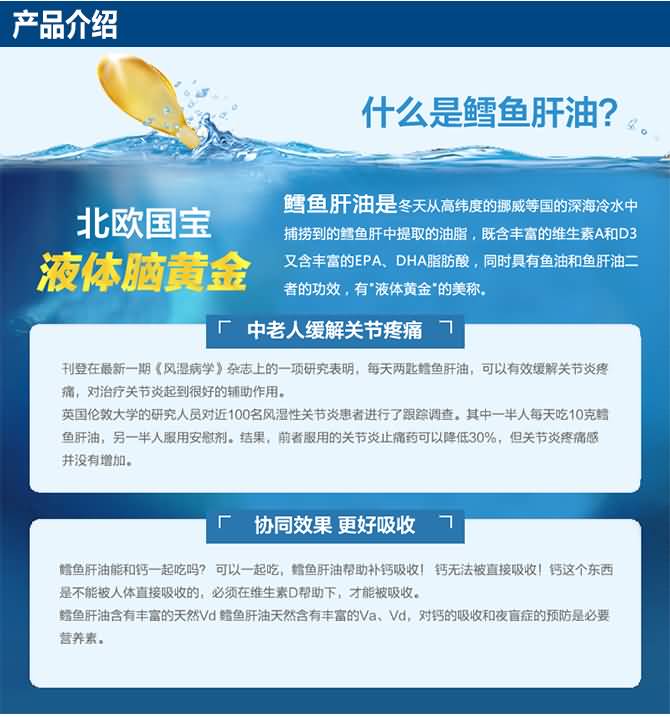 产品介绍
什么是鳕鱼肝油?
北欧国宝
液体脑黄金
鳕鱼肝油是冬天从高纬度的挪威等国的深海冷水中
捕捞到的鳕鱼肝中提取的油脂，既含丰富的维生素A和D3
又含丰富的EPA、DHA脂肪酸，同时具有鱼油和鱼肝油二
者的功效，有"液体黄金"的美称。
中老人缓解关节疼痛
刊登在最新一期《风湿病学》杂志上的一项研究表明，每天两匙鳕鱼肝油，可以有效缓解关节炎疼
痛，对治疗关节炎起到很好的辅助作用。
英国伦敦大学的研究人员对近100名风湿性关节炎患者进行了跟踪调查。其中一半人每天吃10克鳕
鱼肝油，另一半人服用安慰剂。结果，前者服用的关节炎止痛药可以降低30%，但关节炎疼痛感
并没有增加。
协同效果 更好吸收
鳕鱼肝油能和钙一起吃吗？ 可以一起吃，鳕鱼肝油帮助补钙吸收！ 钙无法被直接吸收！钙这个东西
是不能被人体直接吸收的，必须在维生素D帮助下，才能被吸收。
鳕鱼肝油含有丰富的天然Vd 鳕鱼肝油天然含有丰富的Va、Vd，对钙的吸收和夜盲症的预防是必要
营养素。